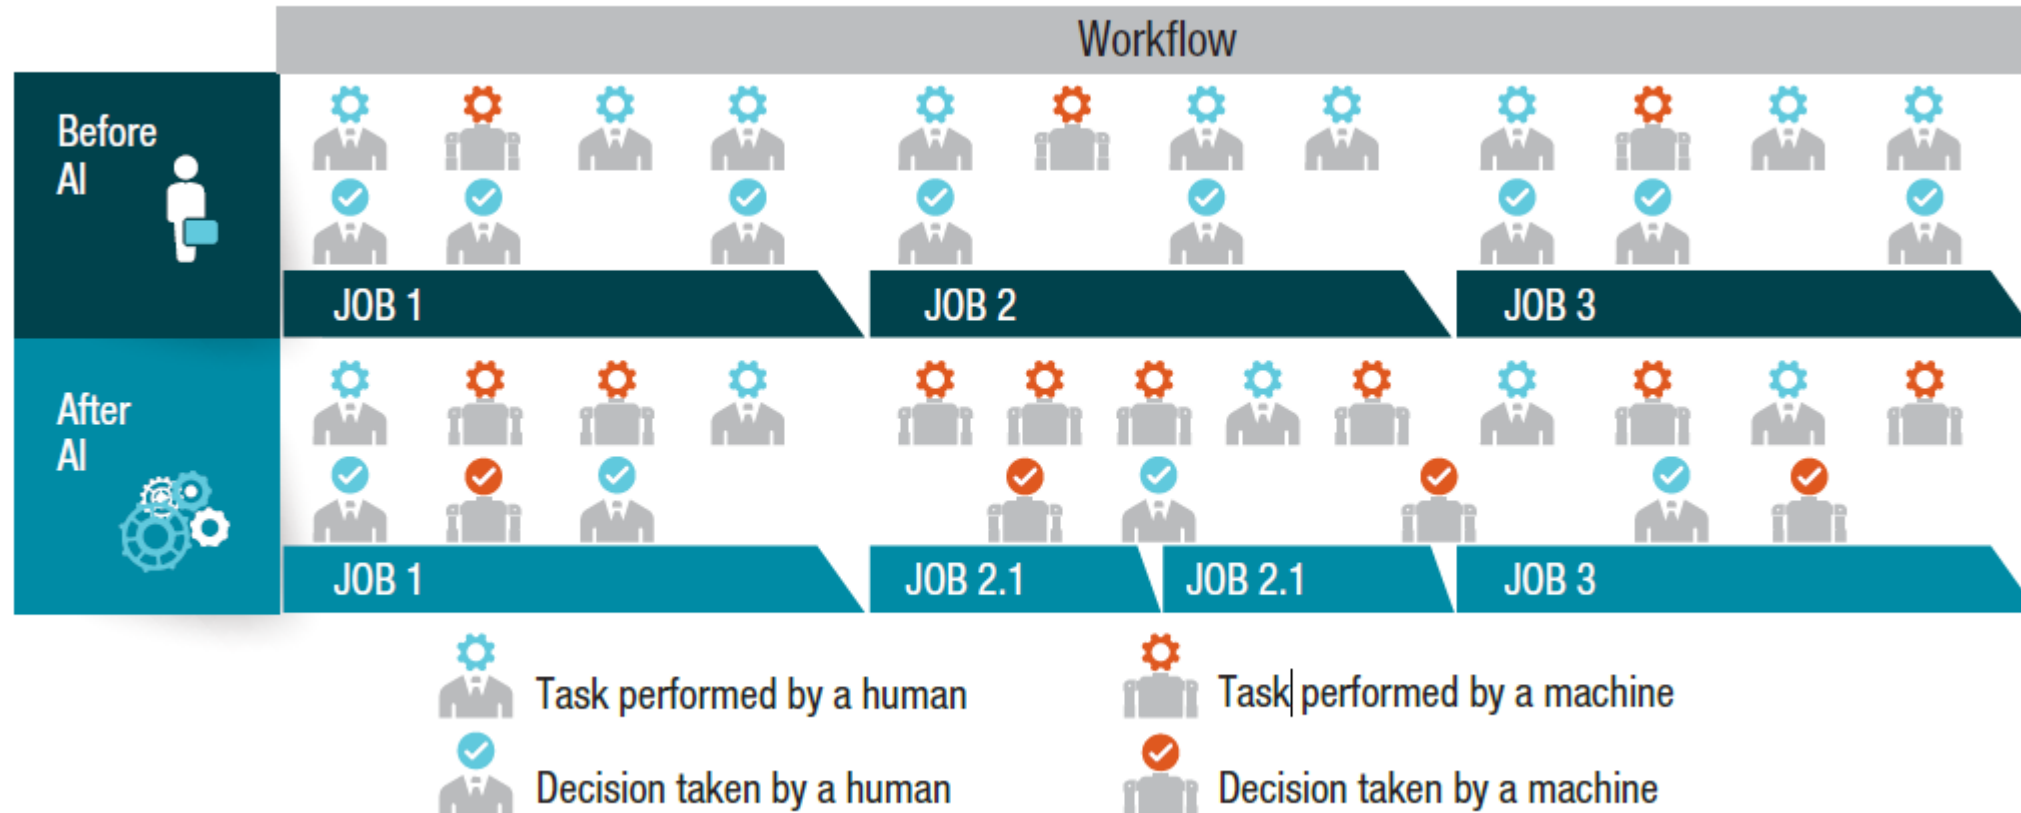 Workflow
Before
AI
JOB 1
JOB 2
JOB 3
After
AI
JOB 1
JOB 2.1
JOB 2.1
JOB 3
Task performed by a human
Task performed by a machine
Decision taken by a human
Decision taken by a machine